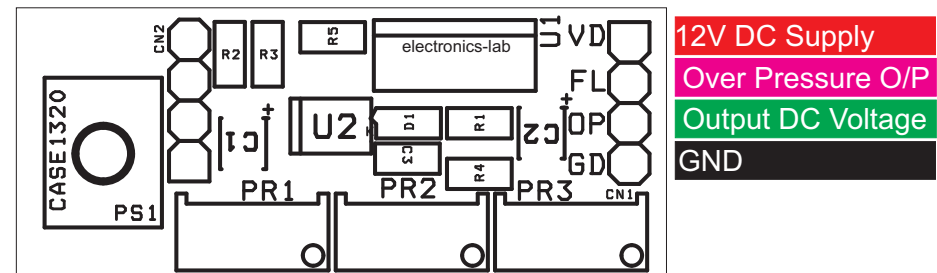 CN2
R2
R3
R5
electronics-lab
U1
VD
FL
OP
GD
CN1
12V DC Supply
Over Pressure O/P
Output DC Voltage
GND
CASE1320
PS1
C1
+
U2
D1
C3
R1
R4
C2
+
PR1
PR2
PR3